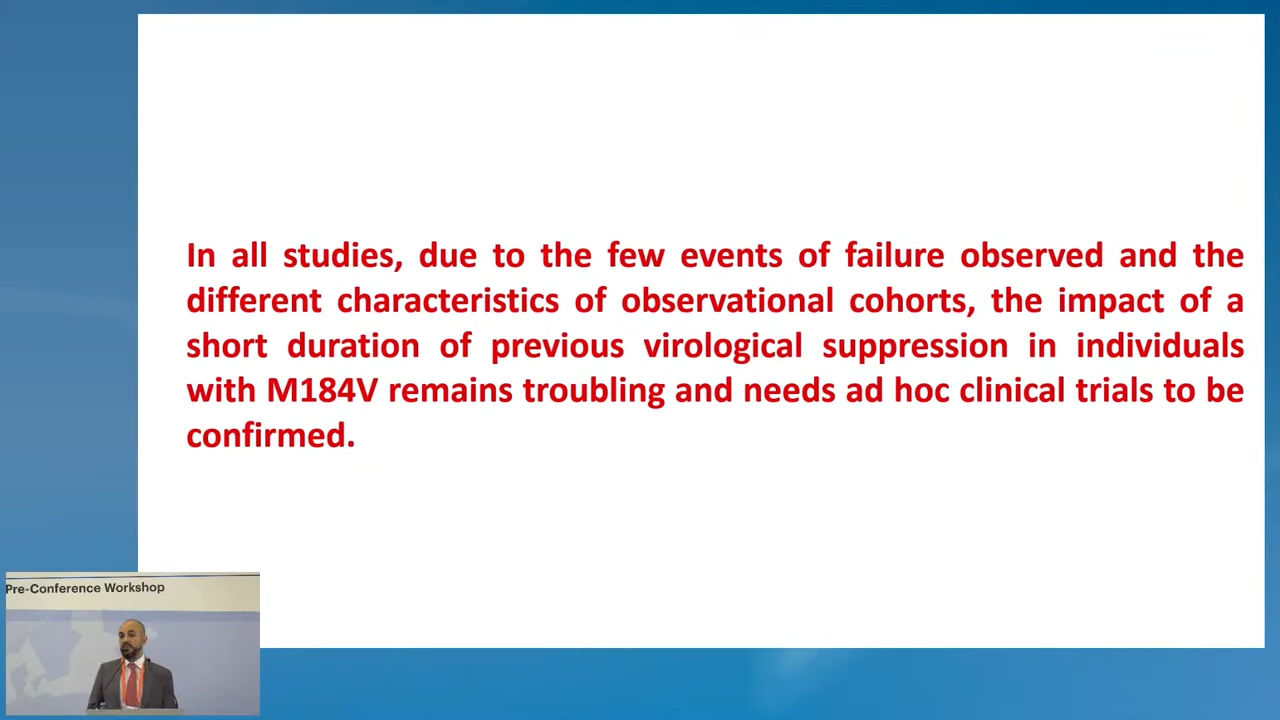 In all studies, due to the few events of failure observed and the
different characteristics of observational cohorts, the impact of a
short duration of previous virological suppression in individuals
with M184V remains troubling and needs ad hoc clinical trials to be
confirmed.
Pre-Conference Workshop